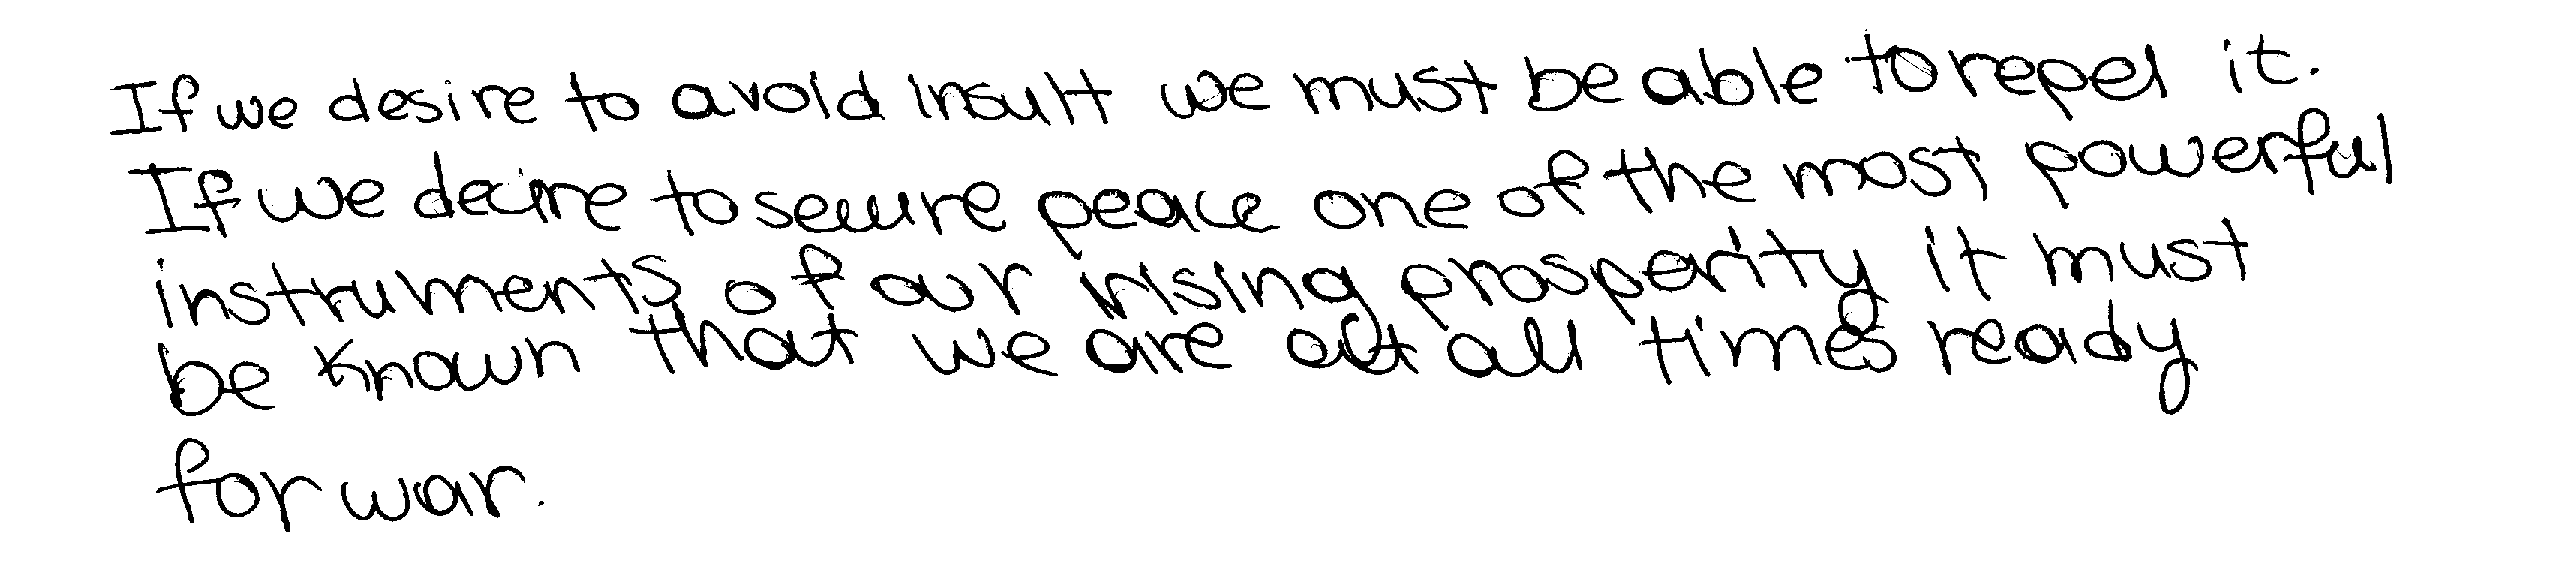 If we desire to avoid insult we must be able to repel it.
If we decire to secure peace one of the most powerful
instruments of our irising prosperity it must
be known that we are at all times ready
for war.